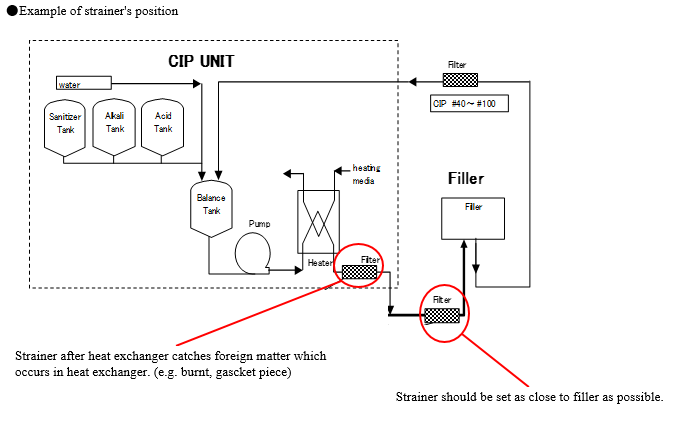 ●Example of strainer's position
CIP UNIT
water
Sanitizer
Tank
Alkali
Tank
Acid
Tank
Balance
Tank
Pump
heating
media
Heater
Filter
Filter
CIP #40～#100
Filler
Filler
Filter
Strainer after heat exchanger catches foreign matter which
occurs in heat exchanger. (e.g. burnt, gascket piece)
Strainer should be set as close to filler as possible.